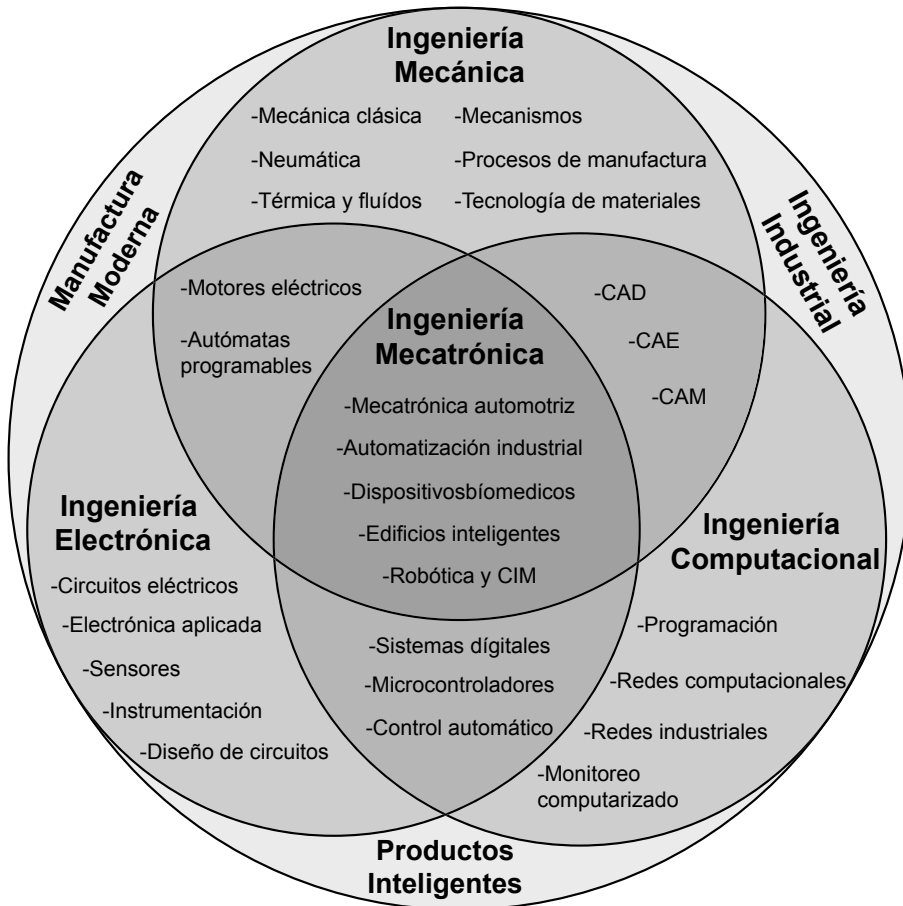 Ingeniería
Mecánica
-Mecánica clásica
-Mecanismos
-Neumática
-Procesos de manufactura
-Térmica y fluídos
-Tecnología de materiales
Manufactura
Moderna
Ingeniería
Industrial
-Motores eléctricos
-Autómatas
programables
Ingeniería
Mecatrónica
-Mecatrónica automotriz
-Automatización industrial
-Dispositivosbíomedicos
-Edificios inteligentes
-Robótica y CIM
-CAD
-CAE
-CAM
Ingeniería
Electrónica
-Circuitos eléctricos
-Electrónica aplicada
-Sensores
-Instrumentación
-Diseño de circuitos
-Sistemas dígitales
-Microcontroladores
-Control automático
Ingeniería
Computacional
-Programación
-Redes computacionales
-Redes industriales
-Monitoreo
computarizado
Productos
Inteligentes